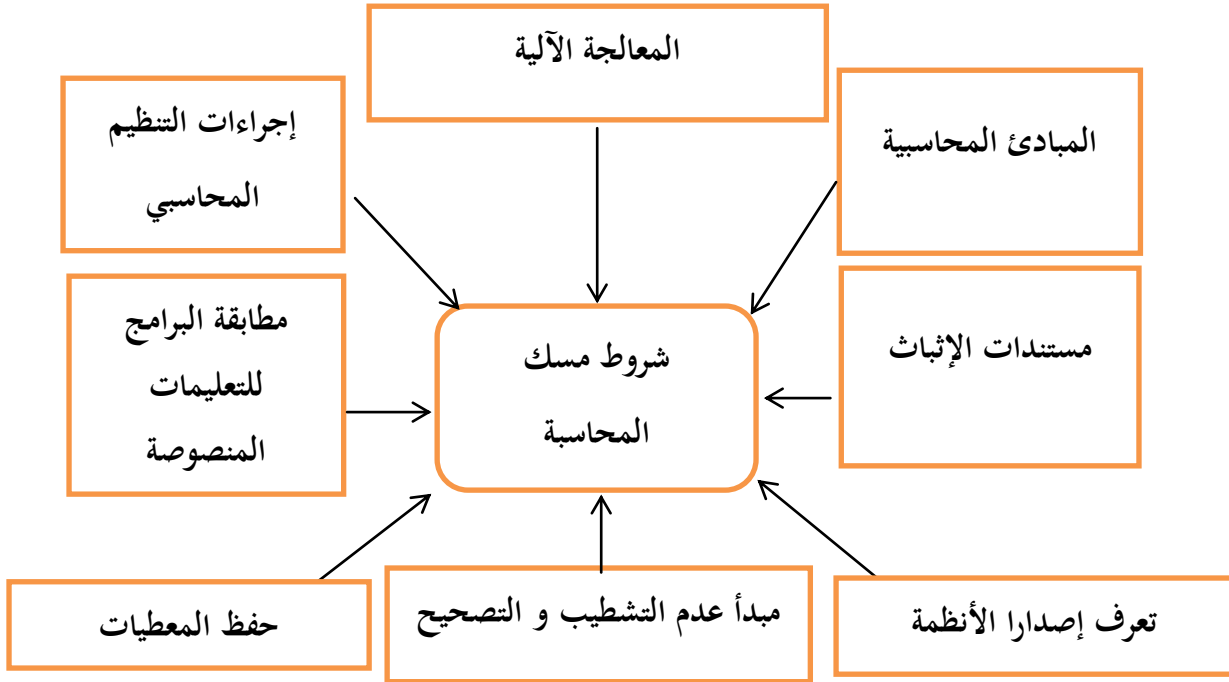 المعالجة الآلية
المبادئ المحاسبية
إجراءات التنظيم
المحاسبي
مستندات الإثباث
شروط مسك
المحاسبة
مطابقة البرامج
للتعليمات
المنصوصة
تعرف إصدارا الأنظمة
مبدأ عدم التشطيب و التصحيح
حفظ المعطيات